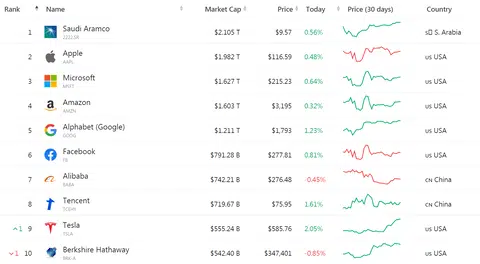 Rank Name Market Cap Price Today Price (30 days) Country
1 Saudi Aramco $2.105 T $9.57 0.56% S. Arabia
2222.SR
2 Apple $1.982 T $116.59 0.48% us USA
AAPL
3 Microsoft $1.627 T $215.23 0.64% us USA
MSFT
4 Amazon $1.603 T $3,195 0.32% us USA
AMZN
5 Alphabet (Google) $1.211 T $1,793 1.23% us USA
GOOG
6 Facebook $791.28 B $277.81 0.81% us USA
FB
7 Alibaba $742.21 B $276.48 -0.45% CN China
BABA
8 Tencent $719.67 B $75.95 1.61% CN China
TCEHY
1 9 Tesla $555.24 B $585.76 2.05% us USA
TSLA
1 10 Berkshire Hathaway $542.40 B $347,401 -0.85% us USA
BRK-A